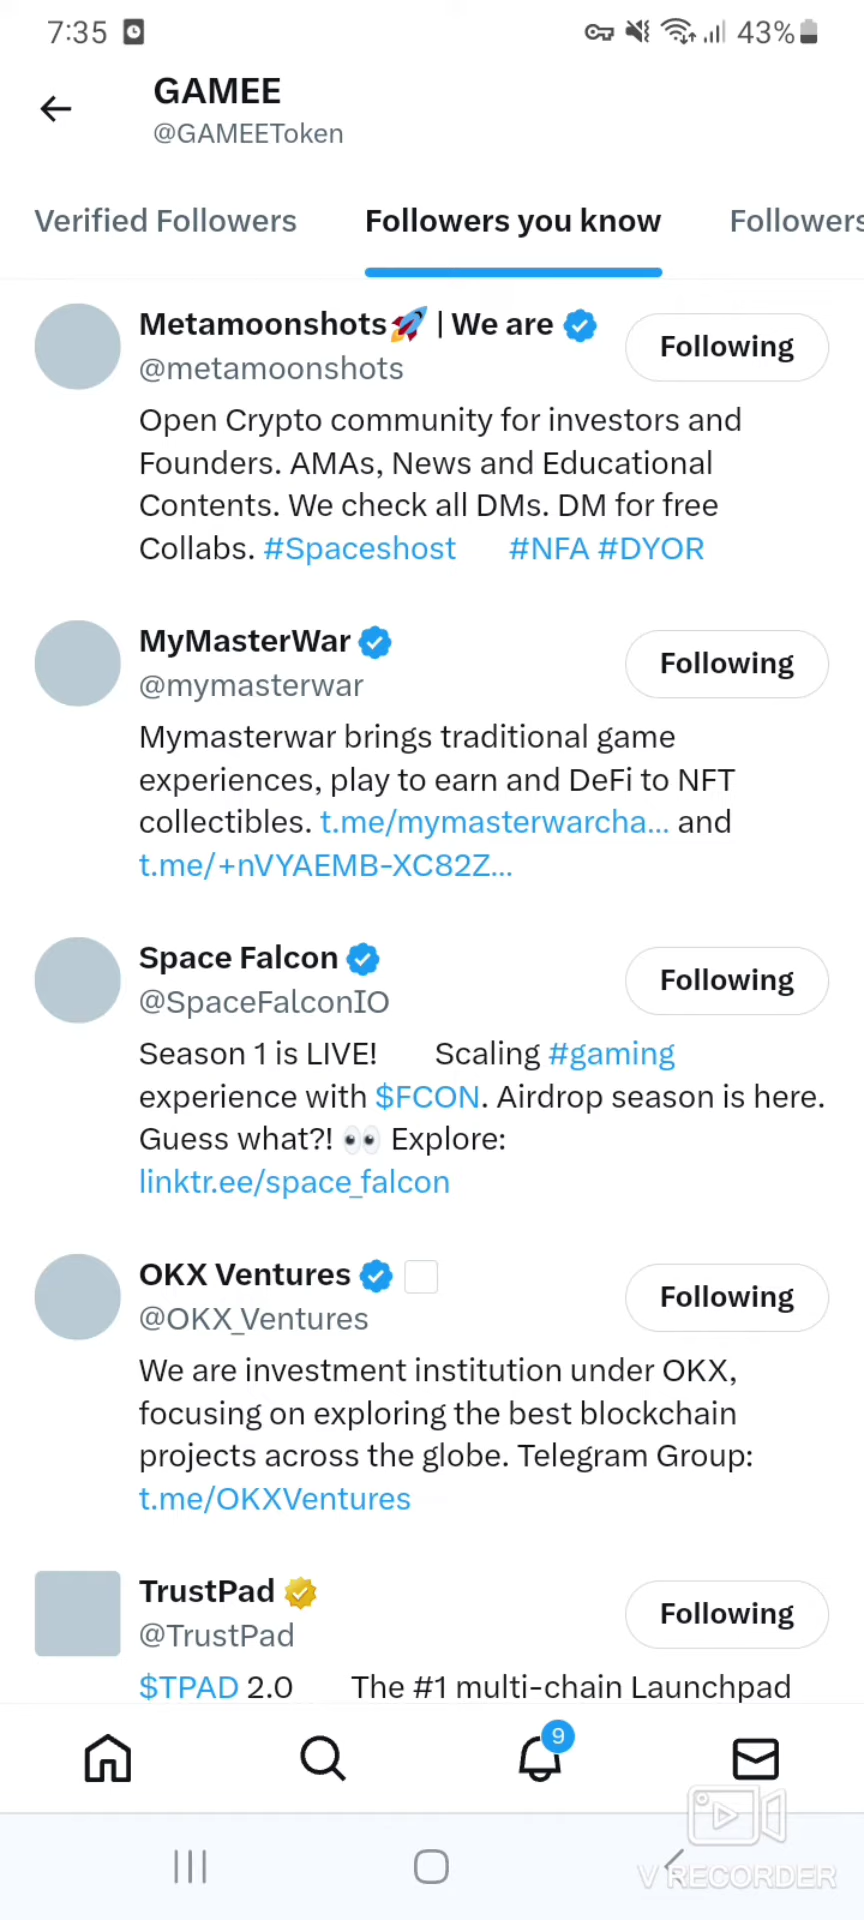 7:35
43%
GAMEE
@GAMEEToken
Verified Followers
Followers you know
Followers
Metamoonshots🚀 | We are
@metamoonshots
Following
Open Crypto community for investors and
Founders. AMAs, News and Educational
Contents. We check all DMs. DM for free
Collabs. #Spaceshost #NFA #DYOR
MyMasterWar
@mymasterwar
Following
Mymasterwar brings traditional game
experiences, play to earn and DeFi to NFT
collectibles. t.me/mymasterwarcha... and
t.me/+nVYAEMB-XC82Z...
Space Falcon
@SpaceFalconIO
Following
Season 1 is LIVE! Scaling #gaming
experience with $FCON. Airdrop season is here.
Guess what?! 👀 Explore:
linktr.ee/space_falcon
OKX Ventures
@OKX_Ventures
Following
We are investment institution under OKX,
focusing on exploring the best blockchain
projects across the globe. Telegram Group:
t.me/OKXVentures
TrustPad
@TrustPad
Following
$TPAD 2.0 The #1 multi-chain Launchpad
9
V RECORDER